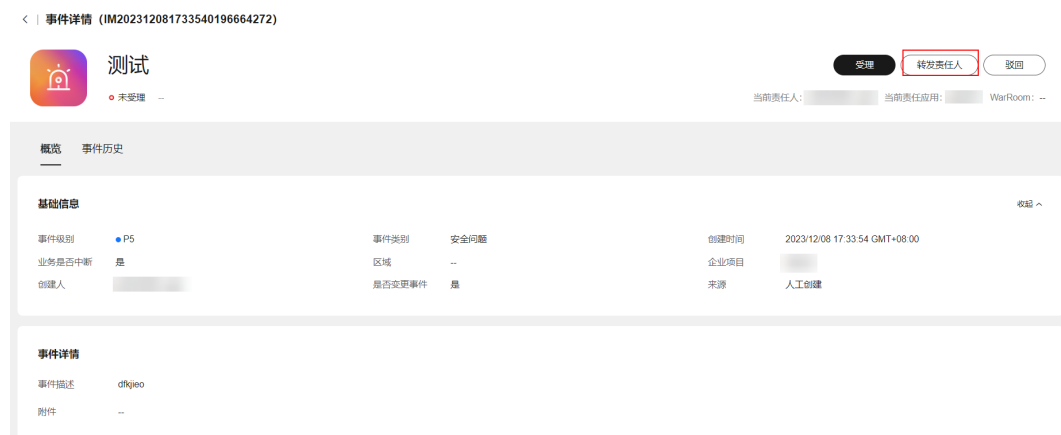 事件详情（IM20231208173354019666​4272）
测试
受理 转发责任人 驳回
未受理 --
当前责任人: 当前责任应用: WarRoom: --
概览 事件历史
基础信息 收起
事件级别 P5 事件类别 安全问题 创建时间 2023/12/08 17:33:54 GMT+08:00
业务是否中断 是 区域 -- 企业项目
创建人 是否变更事件 是 来源 人工创建
事件详情
事件描述 dfkjieo
附件 --